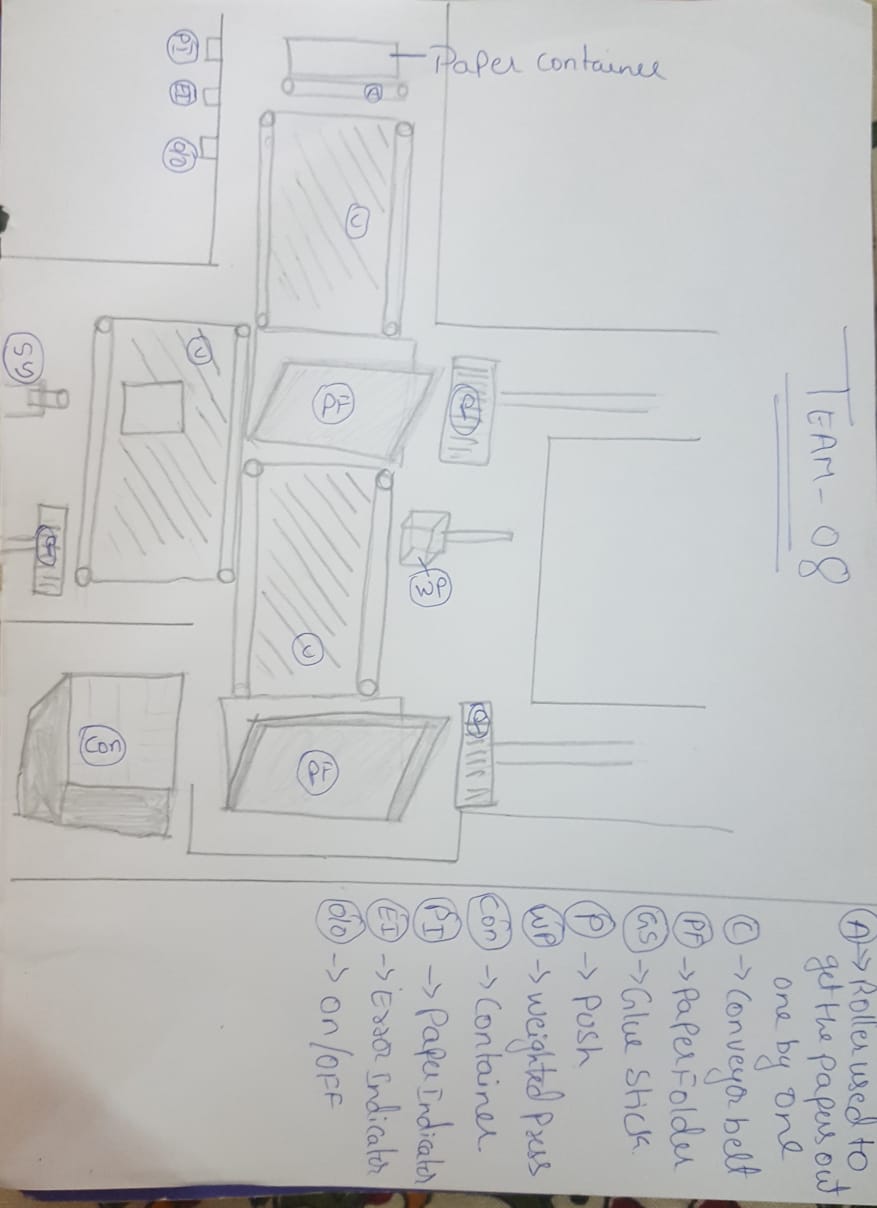 TEAM-08
Paper container
PI
EI
o/o
A
C
PF
P
C
GS
P
WP
C
PF
P
Con
A → Roller used to
get the papers out
one by one
C → Conveyor belt
PF → Paper Folder
GS → Glue Stick.
P → Push
WP → Weighted Press
Con → Container
PI → Paper Indicator
EI → Error Indicator
o/o → on/OFF